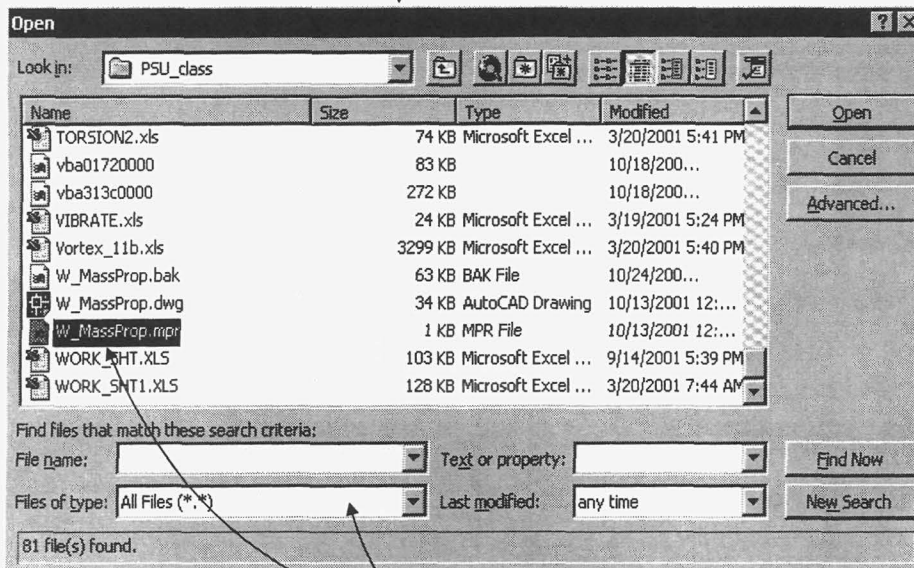 Open
Look in: PSU_class
Name Size Type Modified
TORSION2.xls 74 KB Microsoft Excel ... 3/20/2001 5:41 PM
vba01720000 83 KB 10/18/200...
vba313c0000 272 KB 10/18/200...
VIBRATE.xls 24 KB Microsoft Excel ... 3/19/2001 5:24 PM
Vortex_11b.xls 3299 KB Microsoft Excel ... 3/20/2001 5:40 PM
W_MassProp.bak 63 KB BAK File 10/24/200...
W_MassProp.dwg 34 KB AutoCAD Drawing 10/13/2001 12:...
W_MassProp.mpr 1 KB MPR File 10/13/2001 12:...
WORK_SHT.XLS 103 KB Microsoft Excel ... 9/14/2001 5:39 PM
WORK_SHT1.XLS 128 KB Microsoft Excel ... 3/20/2001 7:44 AM
Open
Cancel
Advanced...
Find files that match these search criteria:
File name: Text or property: Find Now
Files of type: All Files (*.*) Last modified: any time New Search
81 file(s) found.